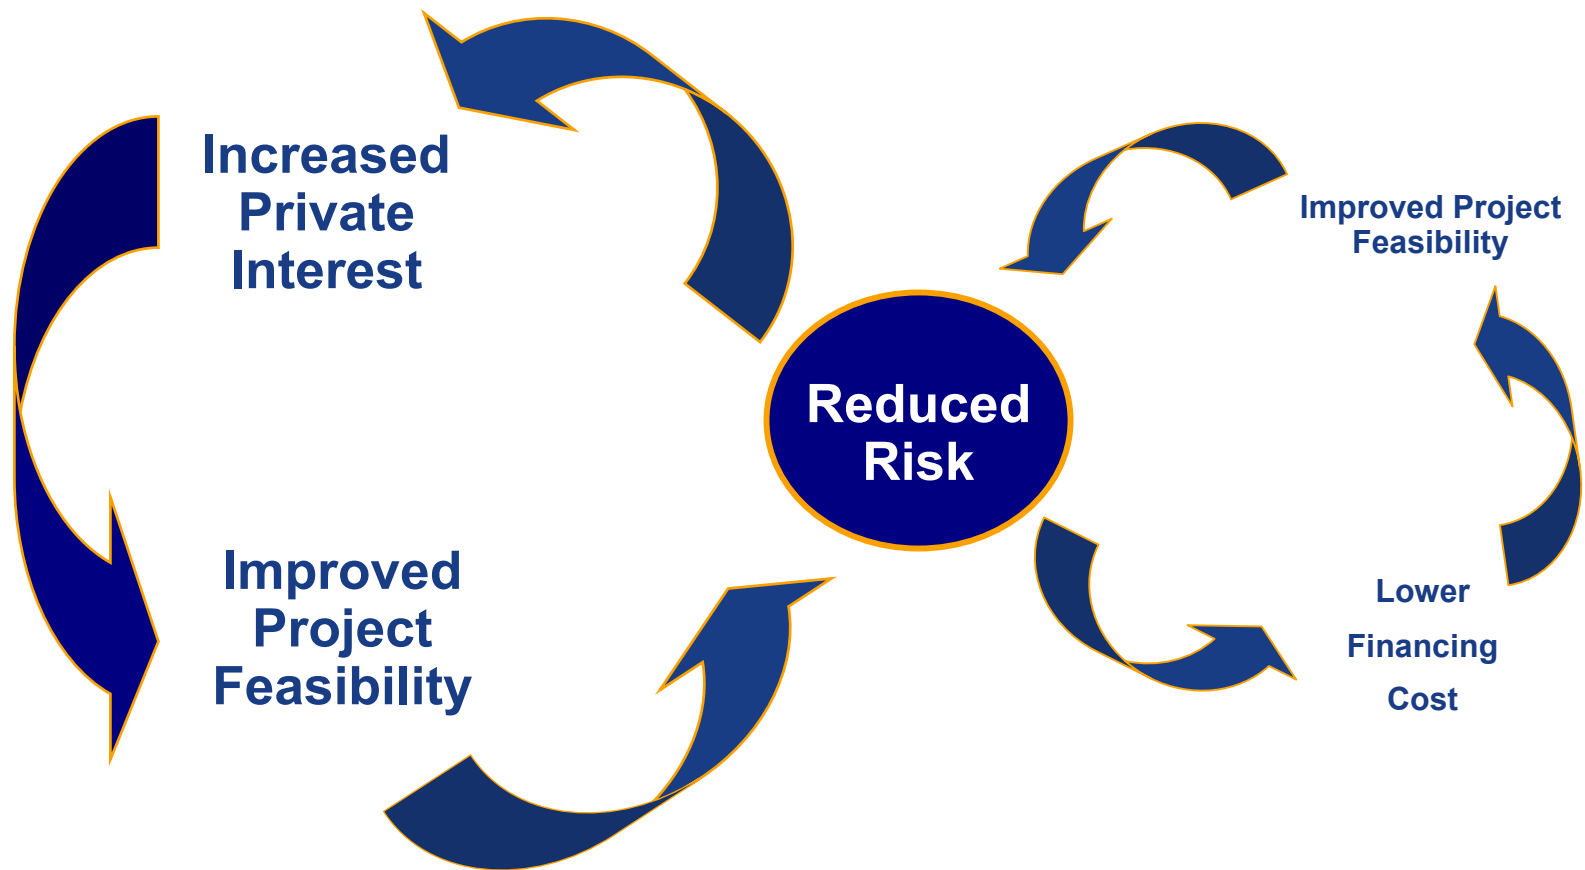 Increased
Private
Interest
Improved
Project
Feasibility
Reduced
Risk
Improved Project
Feasibility
Lower
Financing
Cost